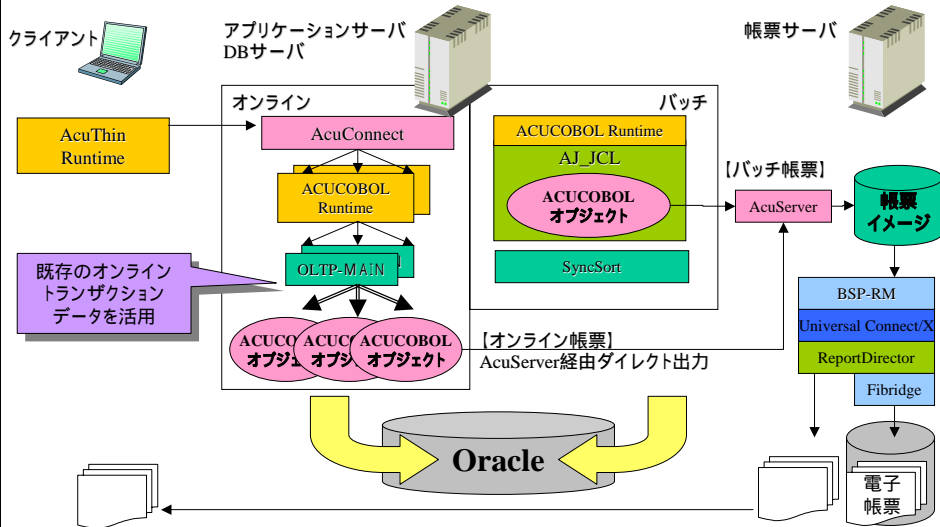 クライアント
アプリケーションサーバ
DBサーバ
帳票サーバ
オンライン
バッチ
AcuThin
Runtime
AcuConnect
ACUCOBOL Runtime
AJ_JCL
ACUCOBOL
オブジェクト
【バッチ帳票】
AcuServer
帳票
イメージ
ACUCOBOL
Runtime
SyncSort
OLTP-MAIN
既存のオンライン
トランザクション
データを活用
BSP-RM
Universal Connect/X
ReportDirector
Fibridge
ACUCOBOL
オブジェクト
【オンライン帳票】
AcuServer経由ダイレクト出力
Oracle
電子
帳票